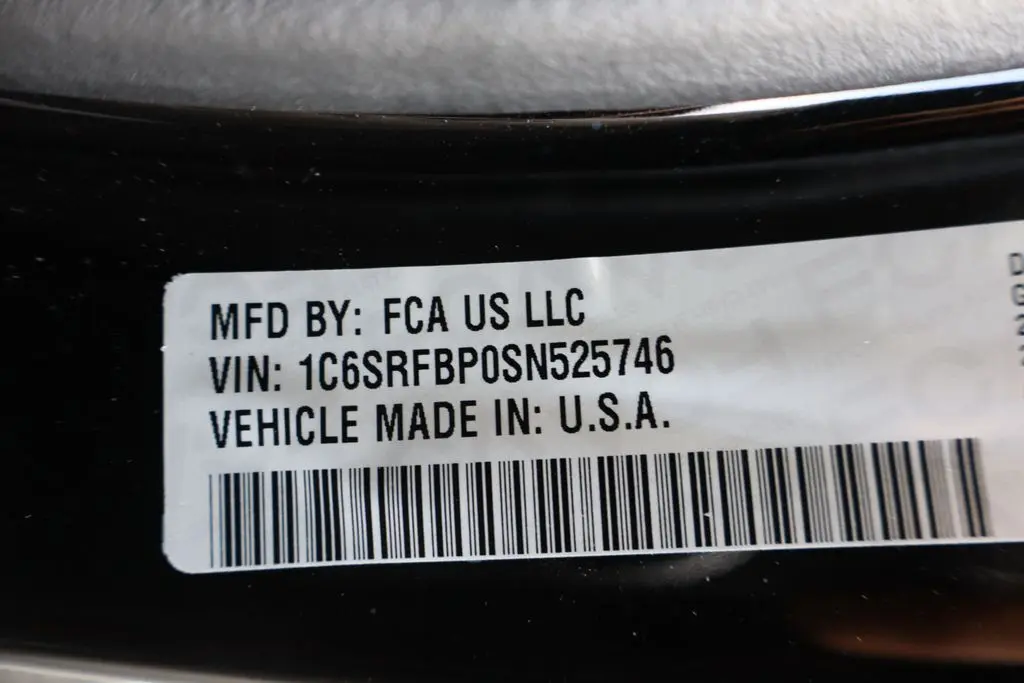 MFD BY: FCA US LLC
VIN: 1C6SRFBP0SN525746
VEHICLE MADE IN: U.S.A.